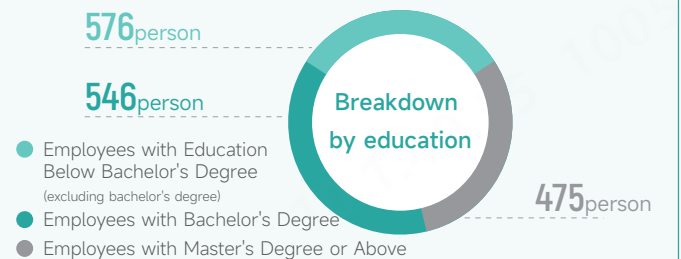 576person
546person
Breakdown
by education
Employees with Education
Below Bachelor's Degree
(excluding bachelor's degree)
Employees with Bachelor's Degree
Employees with Master's Degree or Above
475person